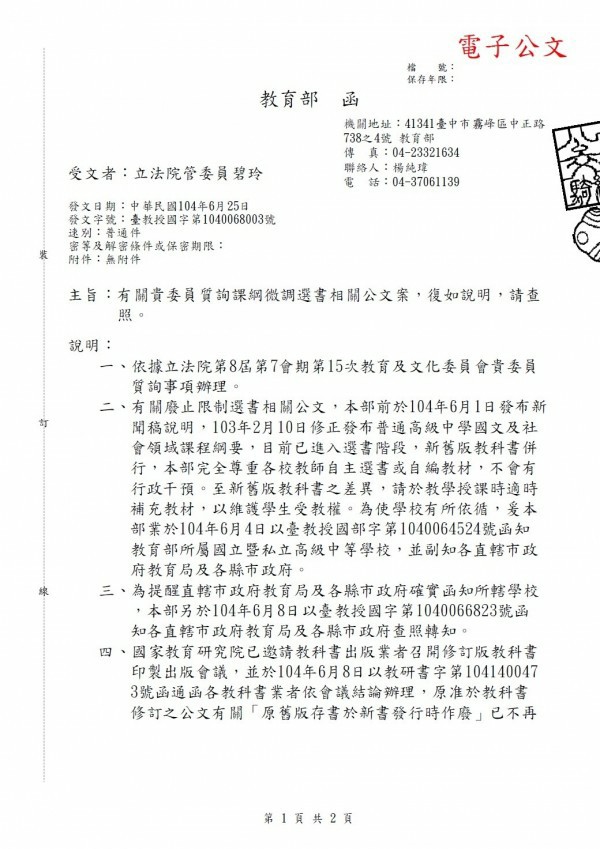 電子公文
檔　　號：
保存年限：
教育部　函
機關地址：41341臺中市霧峰區中正路
738之4號 教育部
傳　真：04-23321634
聯絡人：楊純瑋
電　話：04-37061139
受文者：立法院管委員碧玲
發文日期：中華民國104年6月25日
發文字號：臺教授國字第1040068003號
速別：普通件
密等及解密條件或保密期限：
附件：無附件
主旨：有關貴委員質詢課綱微調選書相關公文案，復如說明，請查
照。
說明：
一、依據立法院第8屆第7會期第15次教育及文化委員會貴委員
質詢事項辦理。
二、有關廢止限制選書相關公文，本部前於104年6月1日發布新
聞稿說明，103年2月10日修正發布普通高級中學國文及社
會領域課程綱要，目前已進入選書階段，新舊版教科書併
行，本部完全尊重各校教師自主選書或自編教材，不會有
行政干預。至新舊版教科書之差異，請於教學授課時適時
補充教材，以維護學生受教權。為使學校有所依循，爰本
部業於104年6月4日以臺教授國部字第1040064524號函知
教育部所屬國立暨私立高級中等學校，並副知各直轄市政
府教育局及各縣市政府。
三、為提醒直轄市政府教育局及各縣市政府確實函知所轄學校
，本部另於104年6月8日以臺教授國字第1040066823號函
知各直轄市政府教育局及各縣市政府查照轉知。
四、國家教育研究院已邀請教科書出版業者召開修訂版教科書
印製出版會議，並於104年6月8日以教研書字第104140047
3號函通函各教科書業者依會議結論辦理，原准於教科書
修訂之公文有關「原舊版存書於新書發行時作廢」已不再
裝
訂
線
第 1 頁 共 2 頁